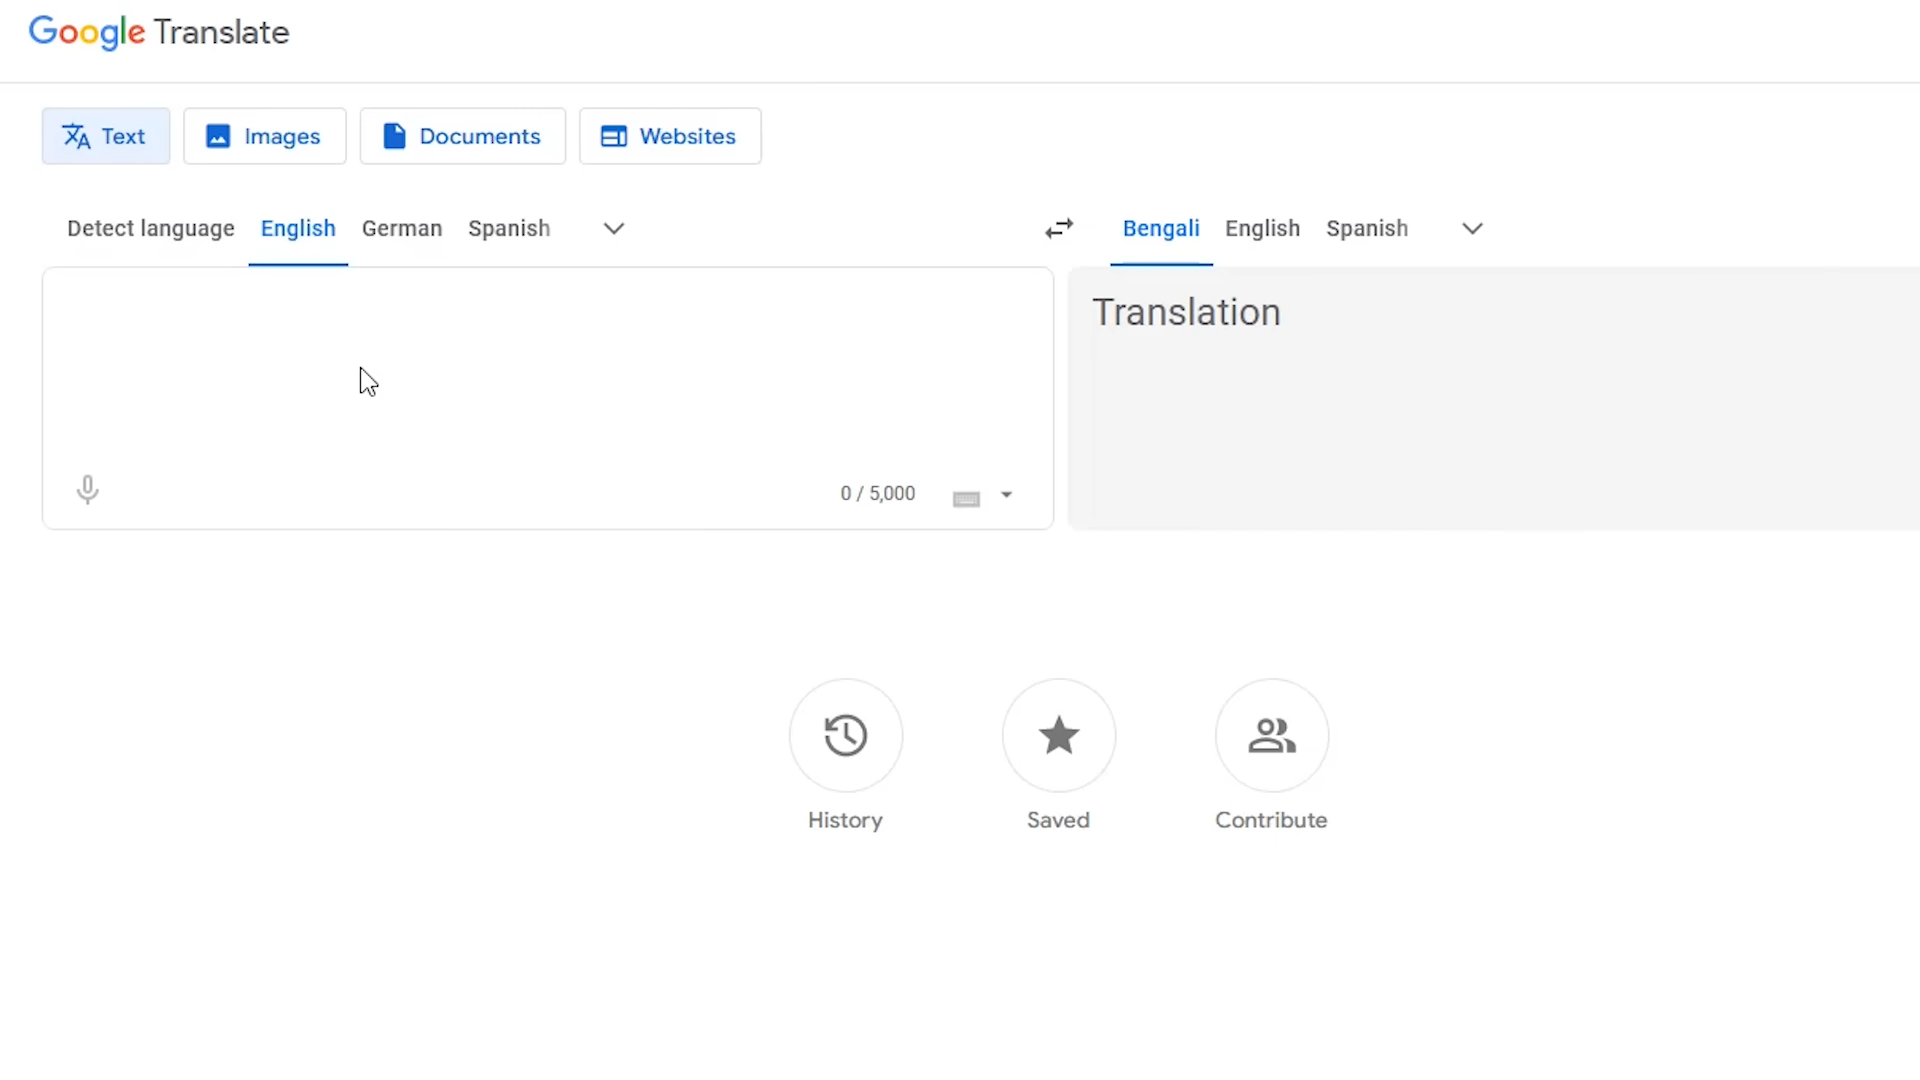 Google Translate
Text Images Documents Websites
Detect language English German Spanish Bengali English Spanish
Translation
0 / 5,000
History Saved Contribute